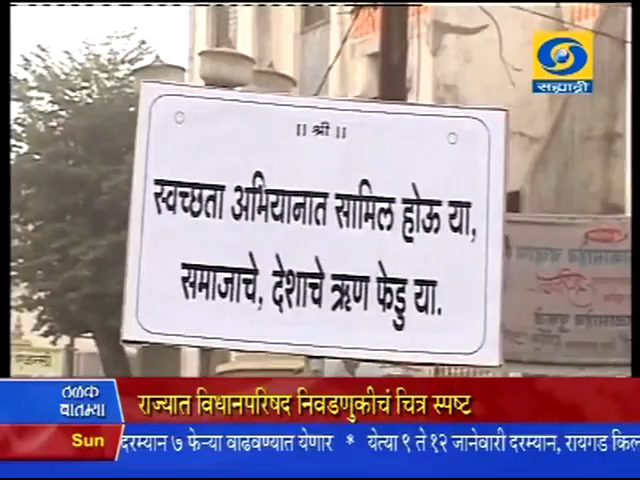 सह्याद्री
|| श्री ||
स्वच्छता अभियानात सामिल होऊ या,
समाजाचे, देशाचे ऋण फेडु या.
ठळक
बातम्या
राज्यात विधानपरिषद निवडणुकीचं चित्र स्पष्ट
Sun
दरम्यान ७ फेऱ्या वाढवण्यात येणार * येत्या ९ ते १२ जानेवारी दरम्यान, रायगड किल